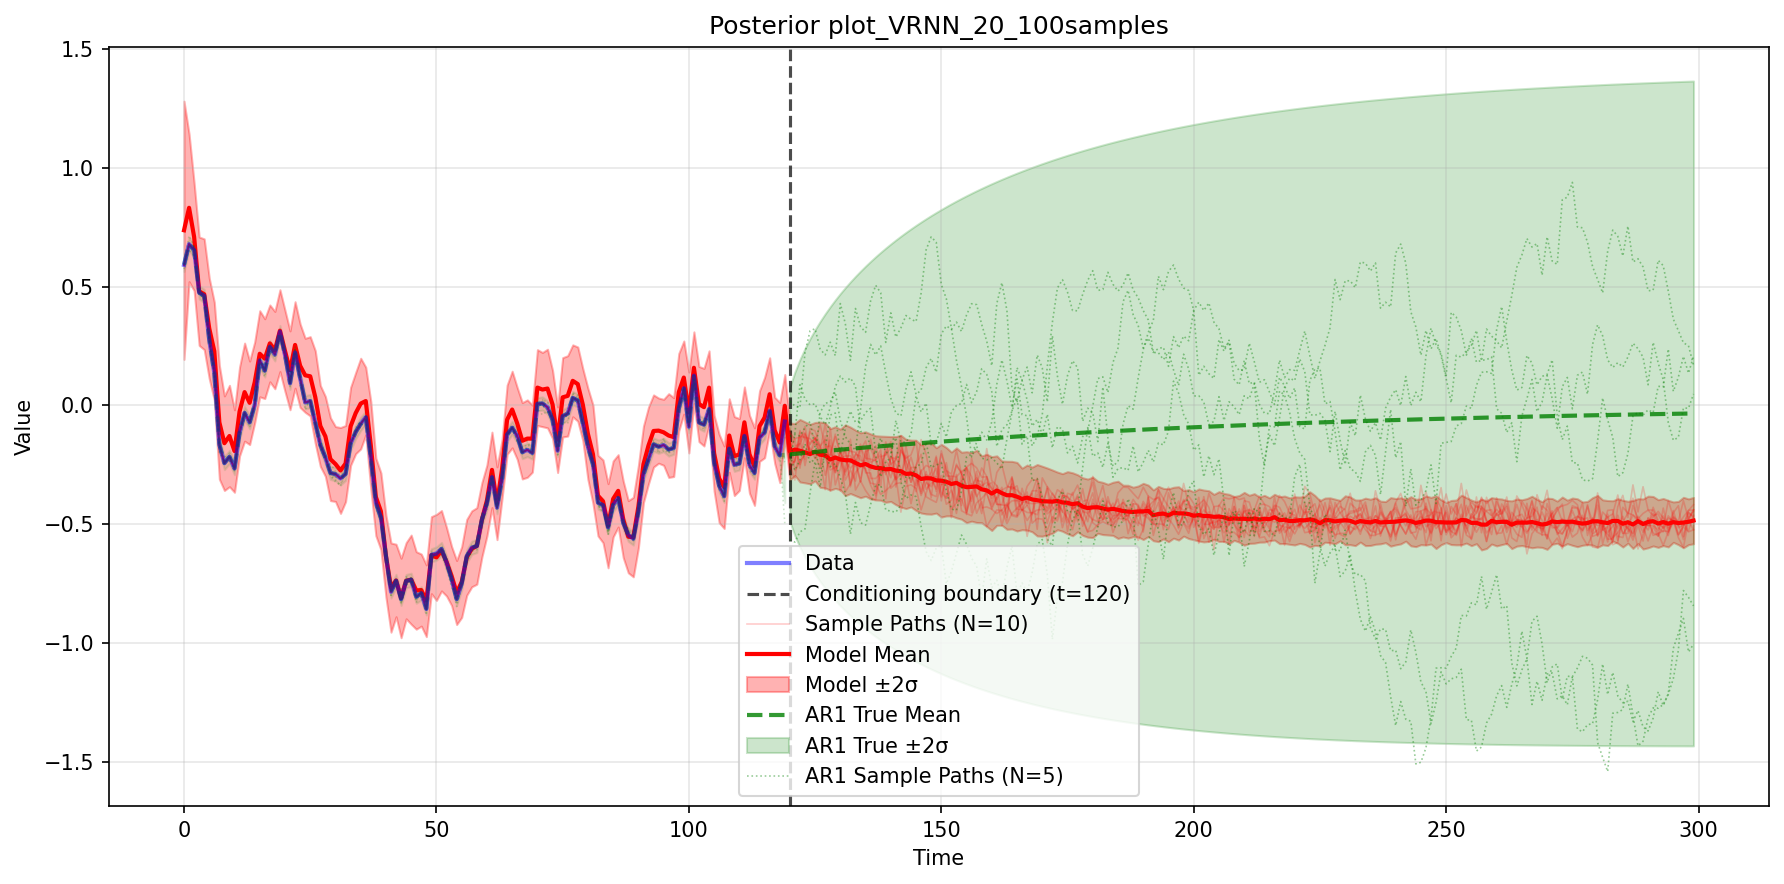 Posterior plot_VRNN_20_100samples
Value
1.5
1.0
0.5
0.0
−0.5
−1.0
−1.5
Data
Conditioning boundary (t=120)
Sample Paths (N=10)
Model Mean
Model ±2σ
AR1 True Mean
AR1 True ±2σ
AR1 Sample Paths (N=5)
0 50 100 150 200 250 300
Time